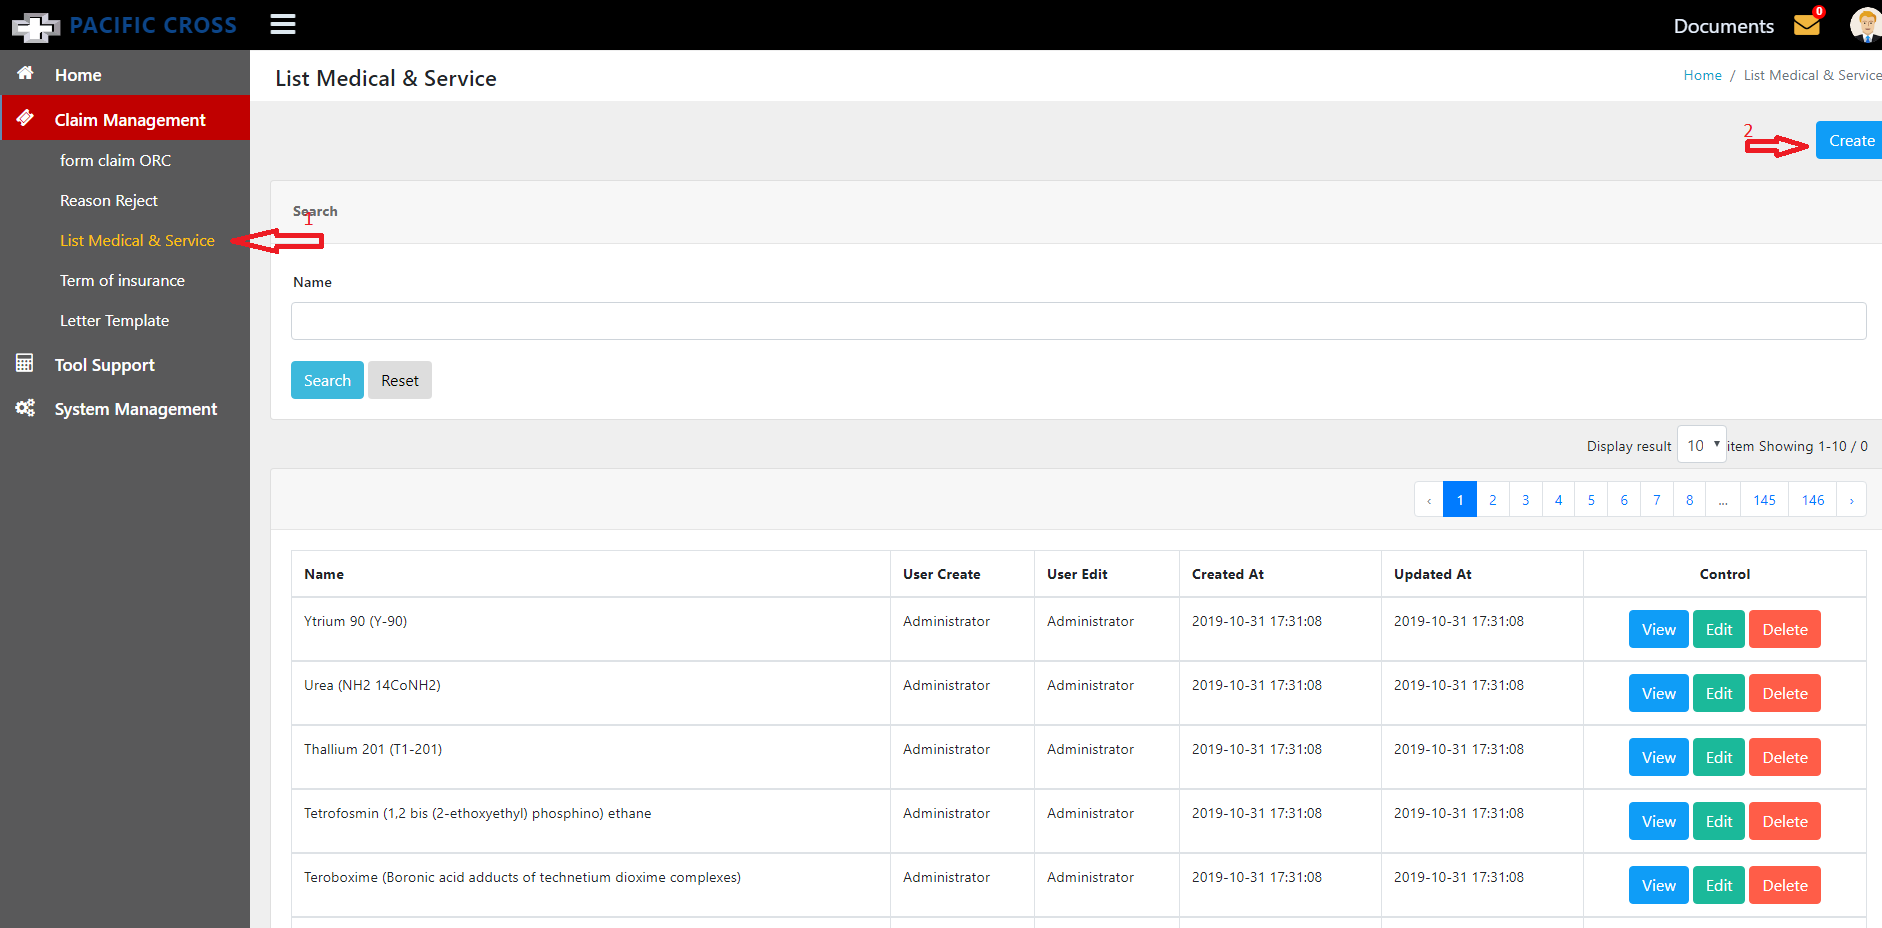 PACIFIC CROSS
Documents
0
Home
Claim Management
form claim ORC
Reason Reject
List Medical & Service
Term of insurance
Letter Template
Tool Support
System Management
List Medical & Service
Home / List Medical & Service
2
Create
Search
1
Name
Search Reset
Display result 10 item Showing 1-10 / 0
‹ 1 2 3 4 5 6 7 8 ... 145 146 ›
Name User Create User Edit Created At Updated At Control
Ytrium 90 (Y-90) Administrator Administrator 2019-10-31 17:31:08 2019-10-31 17:31:08 View Edit Delete
Urea (NH2 14CoNH2) Administrator Administrator 2019-10-31 17:31:08 2019-10-31 17:31:08 View Edit Delete
Thallium 201 (T1-201) Administrator Administrator 2019-10-31 17:31:08 2019-10-31 17:31:08 View Edit Delete
Tetrofosmin (1,2 bis (2-ethoxyethyl) phosphino) ethane Administrator Administrator 2019-10-31 17:31:08 2019-10-31 17:31:08 View Edit Delete
Teroboxime (Boronic acid adducts of technetium dioxime complexes) Administrator Administrator 2019-10-31 17:31:08 2019-10-31 17:31:08 View Edit Delete